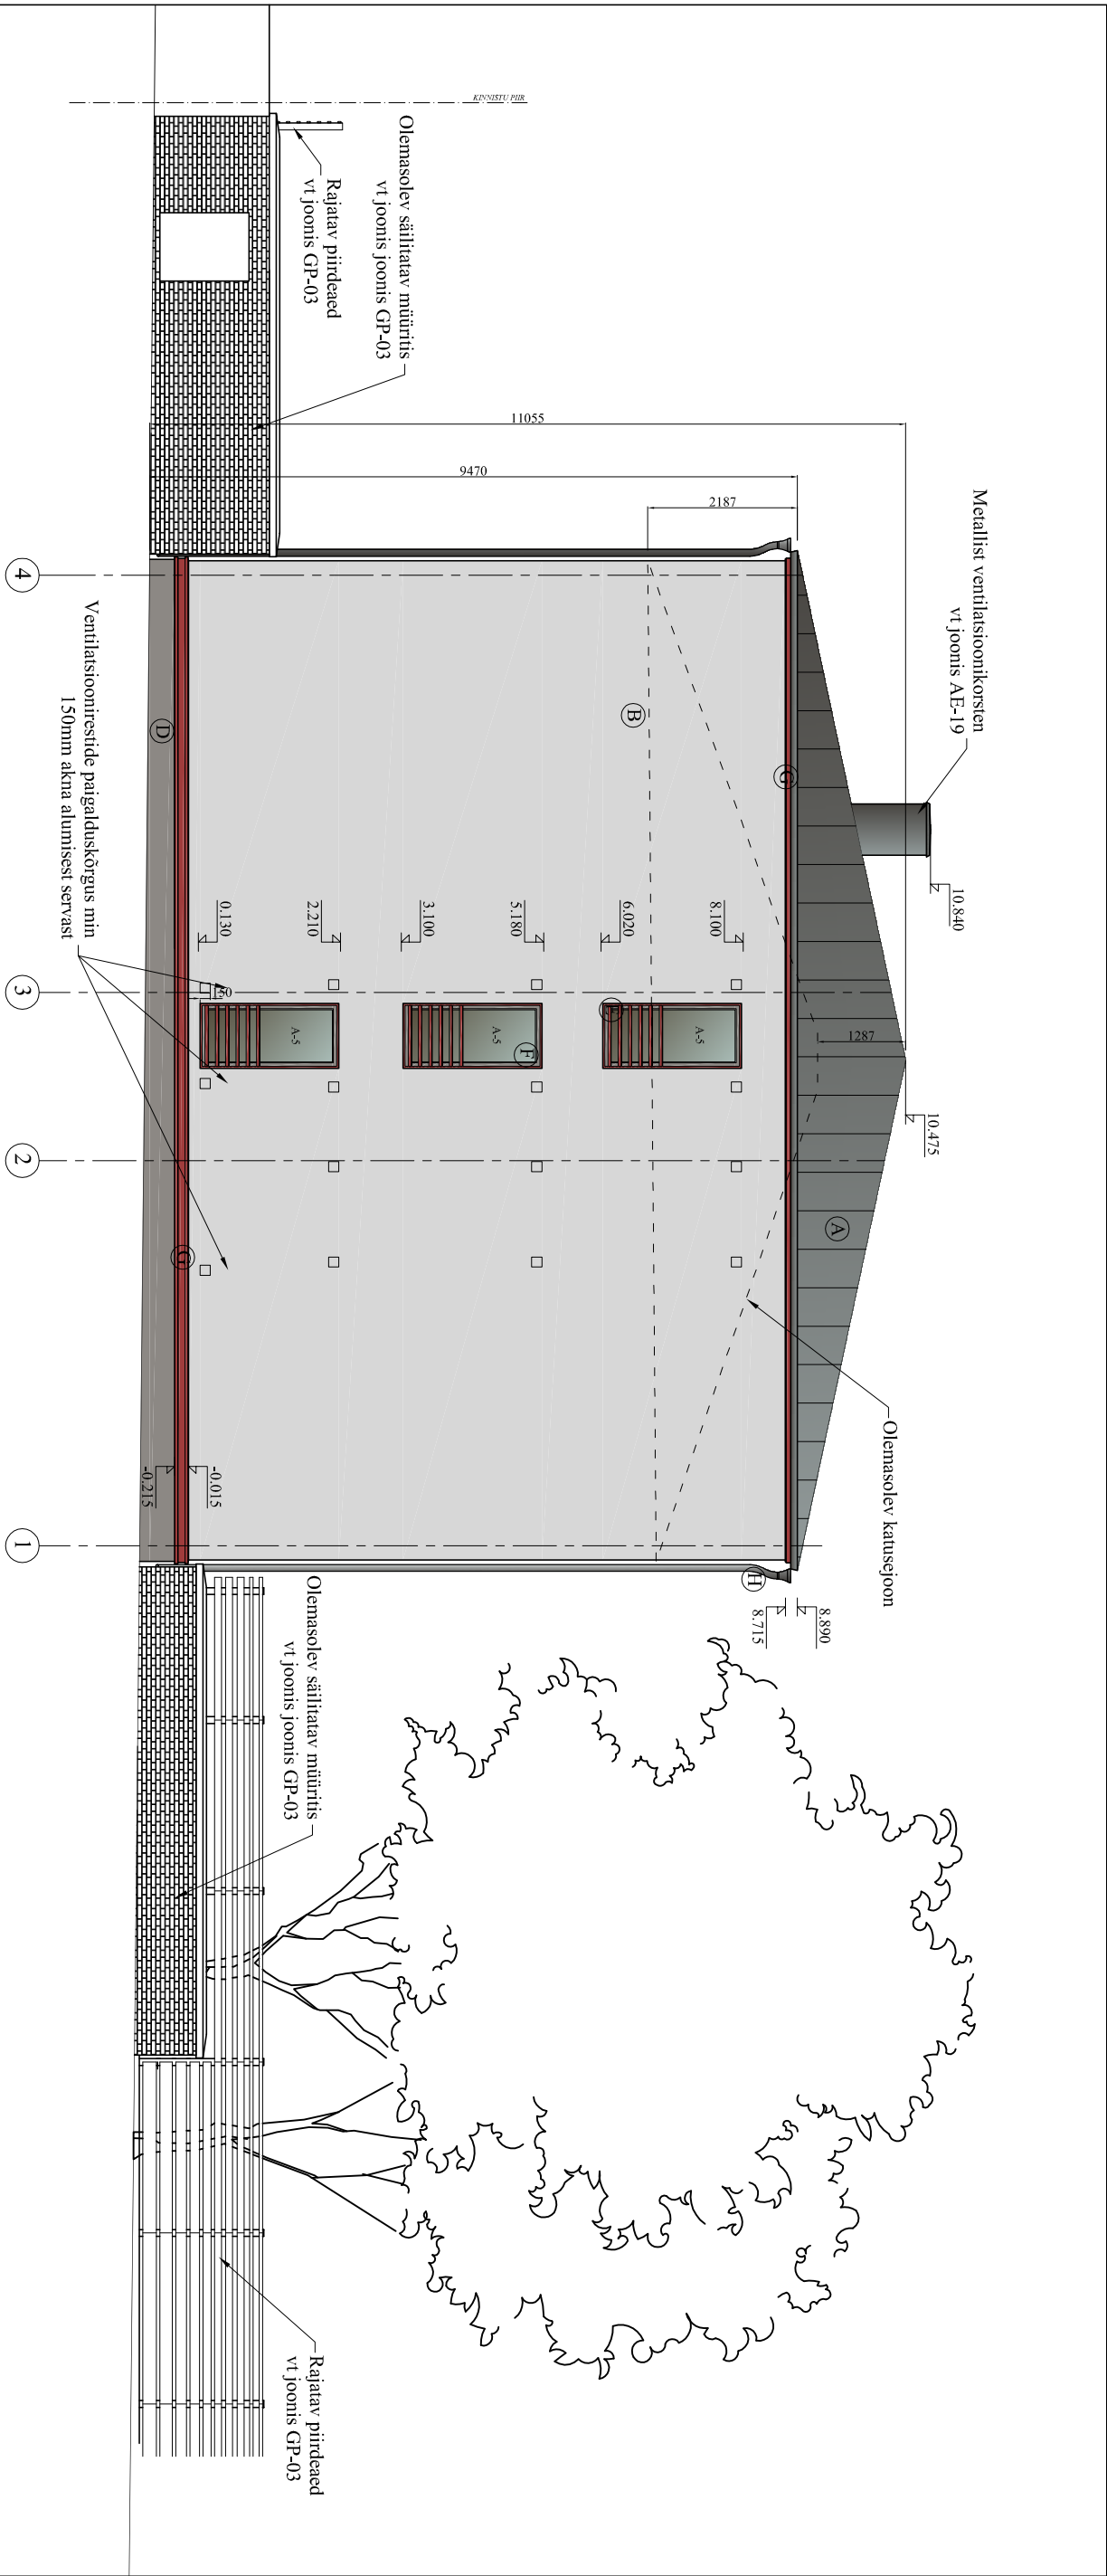 KINNISTU PIIR
Rajatav piirdeaed
vt joonis GP-03
Olemasolev säilitatav müüritis
vt joonis joonis GP-03
11055
9470
2187
Metallist ventilatsioonikorsten
vt joonis AE-19
10.840
10.475
1287
Olemasolev katusejoon
8.890
8.715
A
B
G
D
E
F
G
H
8.100
6.020
5.180
3.100
2.210
0.130
150
A-5
A-5
A-5
-0.015
-0.215
Ventilatsioonirestide paigalduskõrgus min
150mm akna alumisest servast
4
3
2
1
Olemasolev säilitatav müüritis
vt joonis joonis GP-03
Rajatav piirdeaed
vt joonis GP-03